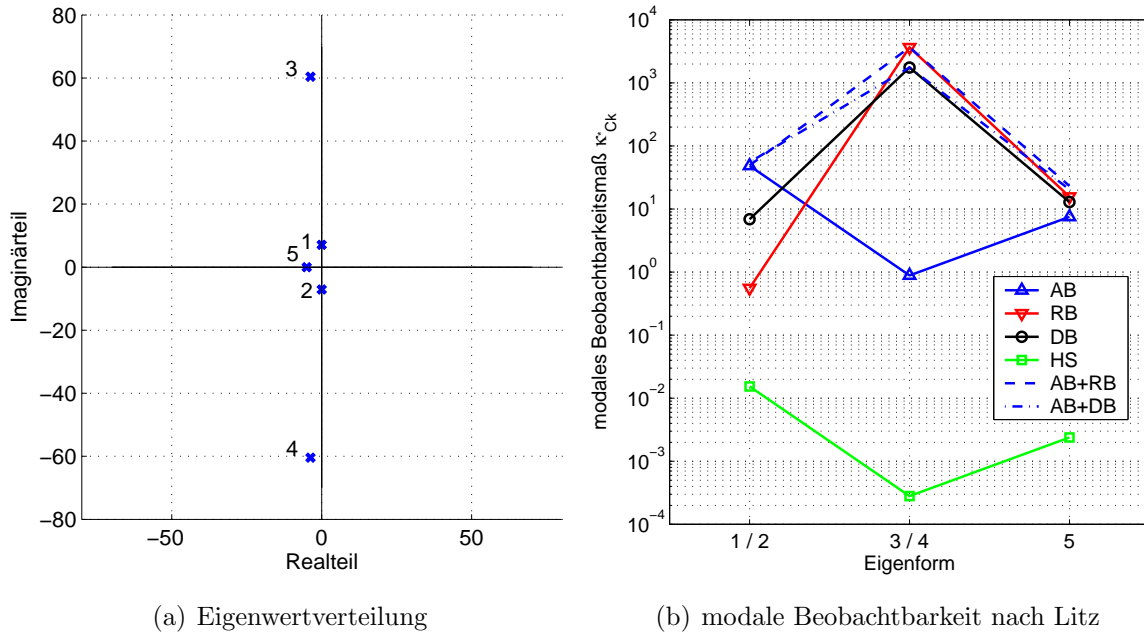 80
60
40
20
0
−20
−40
−60
−80
Imaginärteil
3
1
5
2
4
−50
0
50
Realteil
(a) Eigenwertverteilung
10^4
10^3
10^2
10^1
10^0
10^−1
10^−2
10^−3
10^−4
modales Beobachtbarkeitsmaß κ*Ck
AB
RB
DB
HS
AB+RB
AB+DB
1 / 2
3 / 4
5
Eigenform
(b) modale Beobachtbarkeit nach Litz